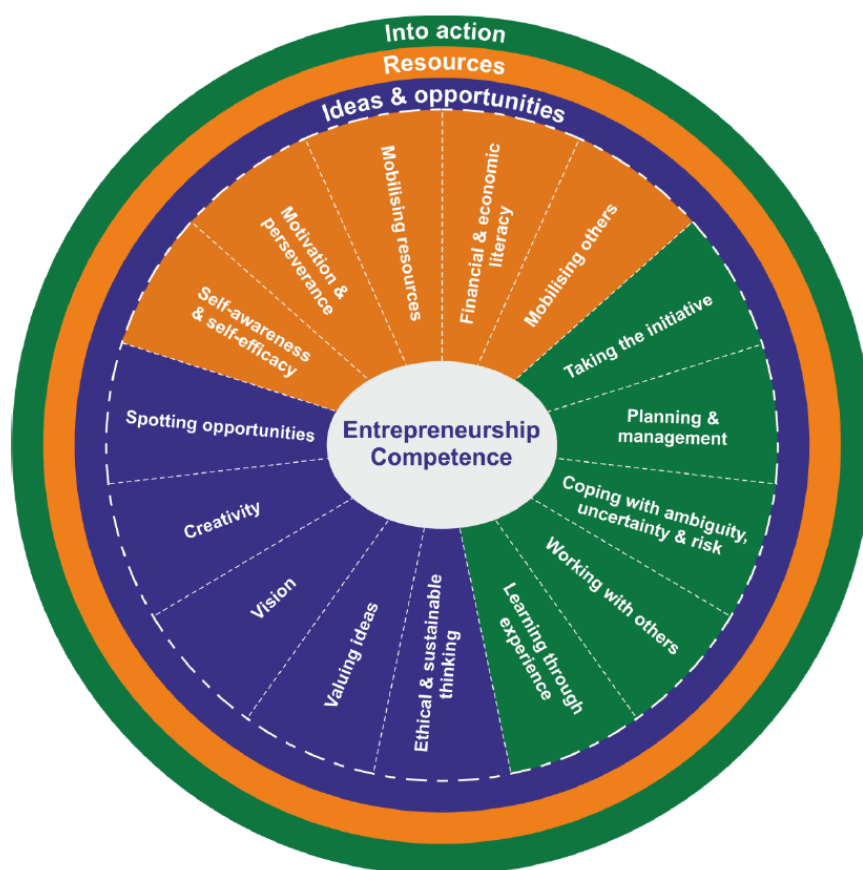 Into action
Resources
Ideas & opportunities
Self-awareness
& self-efficacy
Motivation &
perseverance
Mobilising resources
Financial & economic
literacy
Mobilising others
Taking the initiative
Planning &
management
Coping with ambiguity,
uncertainty & risk
Working with others
Learning through
experience
Ethical & sustainable
thinking
Valuing ideas
Vision
Creativity
Spotting opportunities
Entrepreneurship
Competence